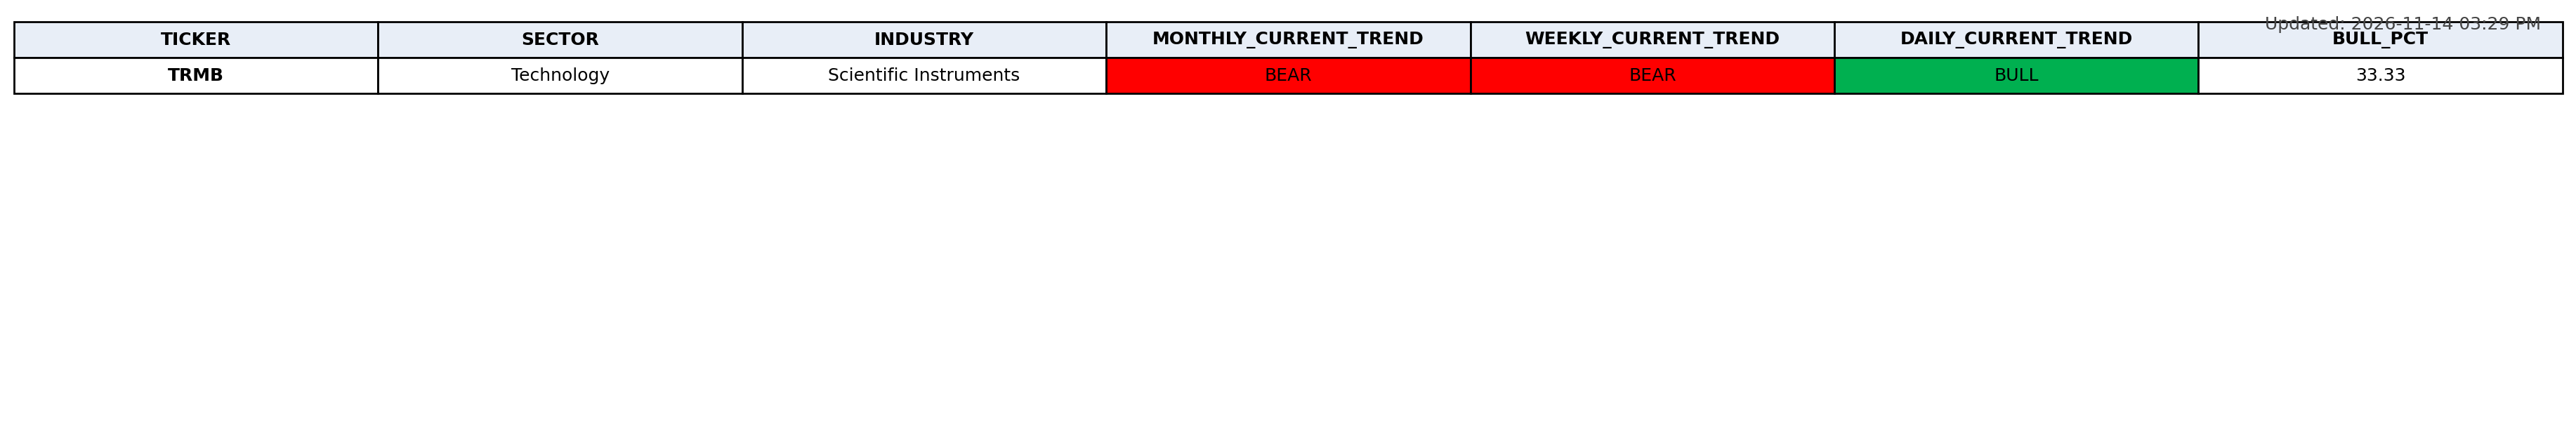 Updated: 2026-11-14 03:29 PM
TICKER SECTOR INDUSTRY MONTHLY_CURRENT_TREND WEEKLY_CURRENT_TREND DAILY_CURRENT_TREND BULL_PCT
TRMB Technology Scientific Instruments BEAR BEAR BULL 33.33